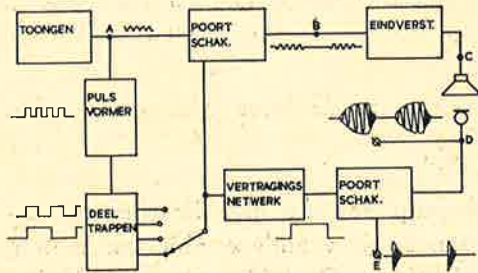 TOONGEN
A
POORT
SCHAK.
B
EINDVERST.
C
PULS
VORMER
D
DEEL
TRAPPEN
VERTRAGINGS
NETWERK
POORT
SCHAK.
E